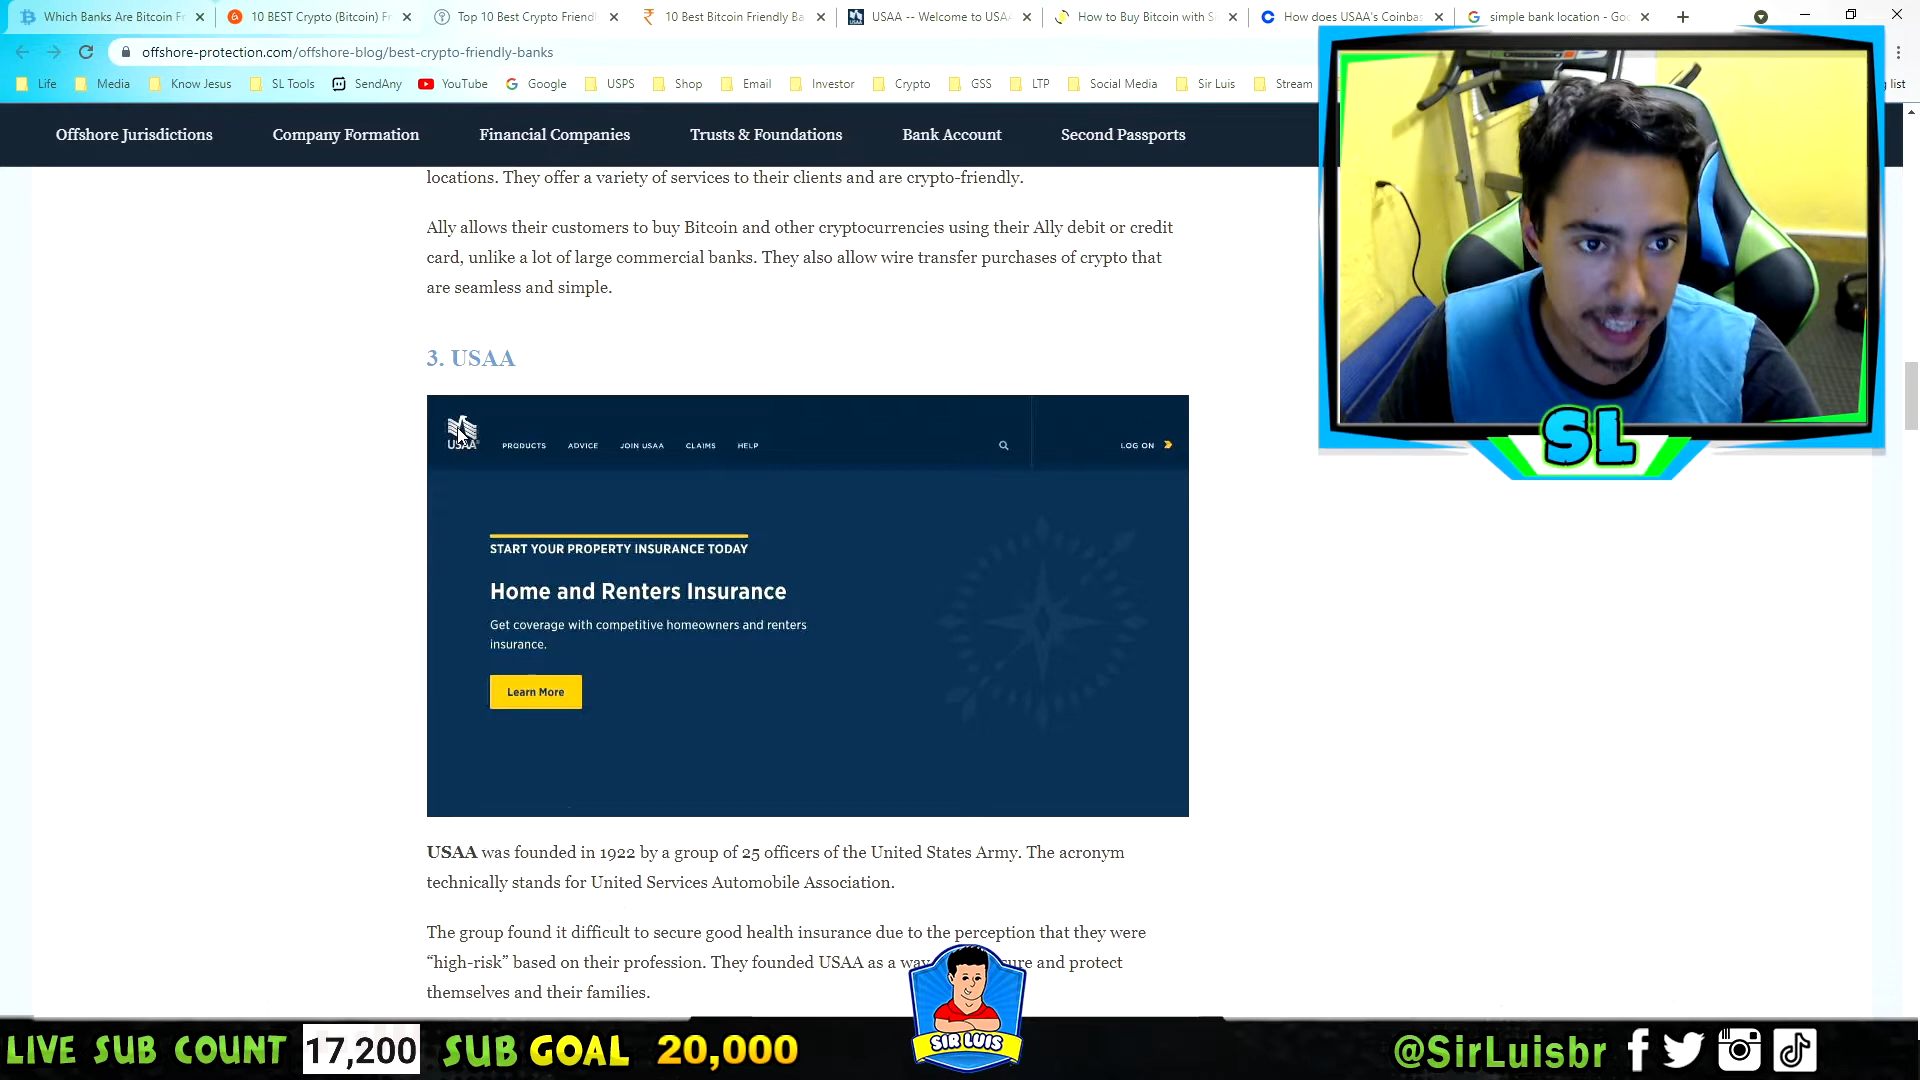 Which Banks Are Bitcoin Fr
10 BEST Crypto (Bitcoin) Fr
Top 10 Best Crypto Friendl
10 Best Bitcoin Friendly Ba
USAA -- Welcome to USAA
How to Buy Bitcoin with S
How does USAA's Coinbas
simple bank location - Goo
offshore-protection.com/offshore-blog/best-crypto-friendly-banks
Life
Media
Know Jesus
SL Tools
SendAny
YouTube
Google
USPS
Shop
Email
Investor
Crypto
GSS
LTP
Social Media
Sir Luis
Stream
list
Offshore Jurisdictions
Company Formation
Financial Companies
Trusts & Foundations
Bank Account
Second Passports
locations. They offer a variety of services to their clients and are crypto-friendly.
Ally allows their customers to buy Bitcoin and other cryptocurrencies using their Ally debit or credit
card, unlike a lot of large commercial banks. They also allow wire transfer purchases of crypto that
are seamless and simple.
3. USAA
USAA
PRODUCTS
ADVICE
JOIN USAA
CLAIMS
HELP
LOG ON
START YOUR PROPERTY INSURANCE TODAY
Home and Renters Insurance
Get coverage with competitive homeowners and renters
insurance.
Learn More
USAA was founded in 1922 by a group of 25 officers of the United States Army. The acronym
technically stands for United Services Automobile Association.
The group found it difficult to secure good health insurance due to the perception that they were
“high-risk” based on their profession. They founded USAA as a way sure and protect
themselves and their families.
SL
LIVE SUB COUNT 17,200 SUB GOAL 20,000
SIR LUIS
@SirLuisbr